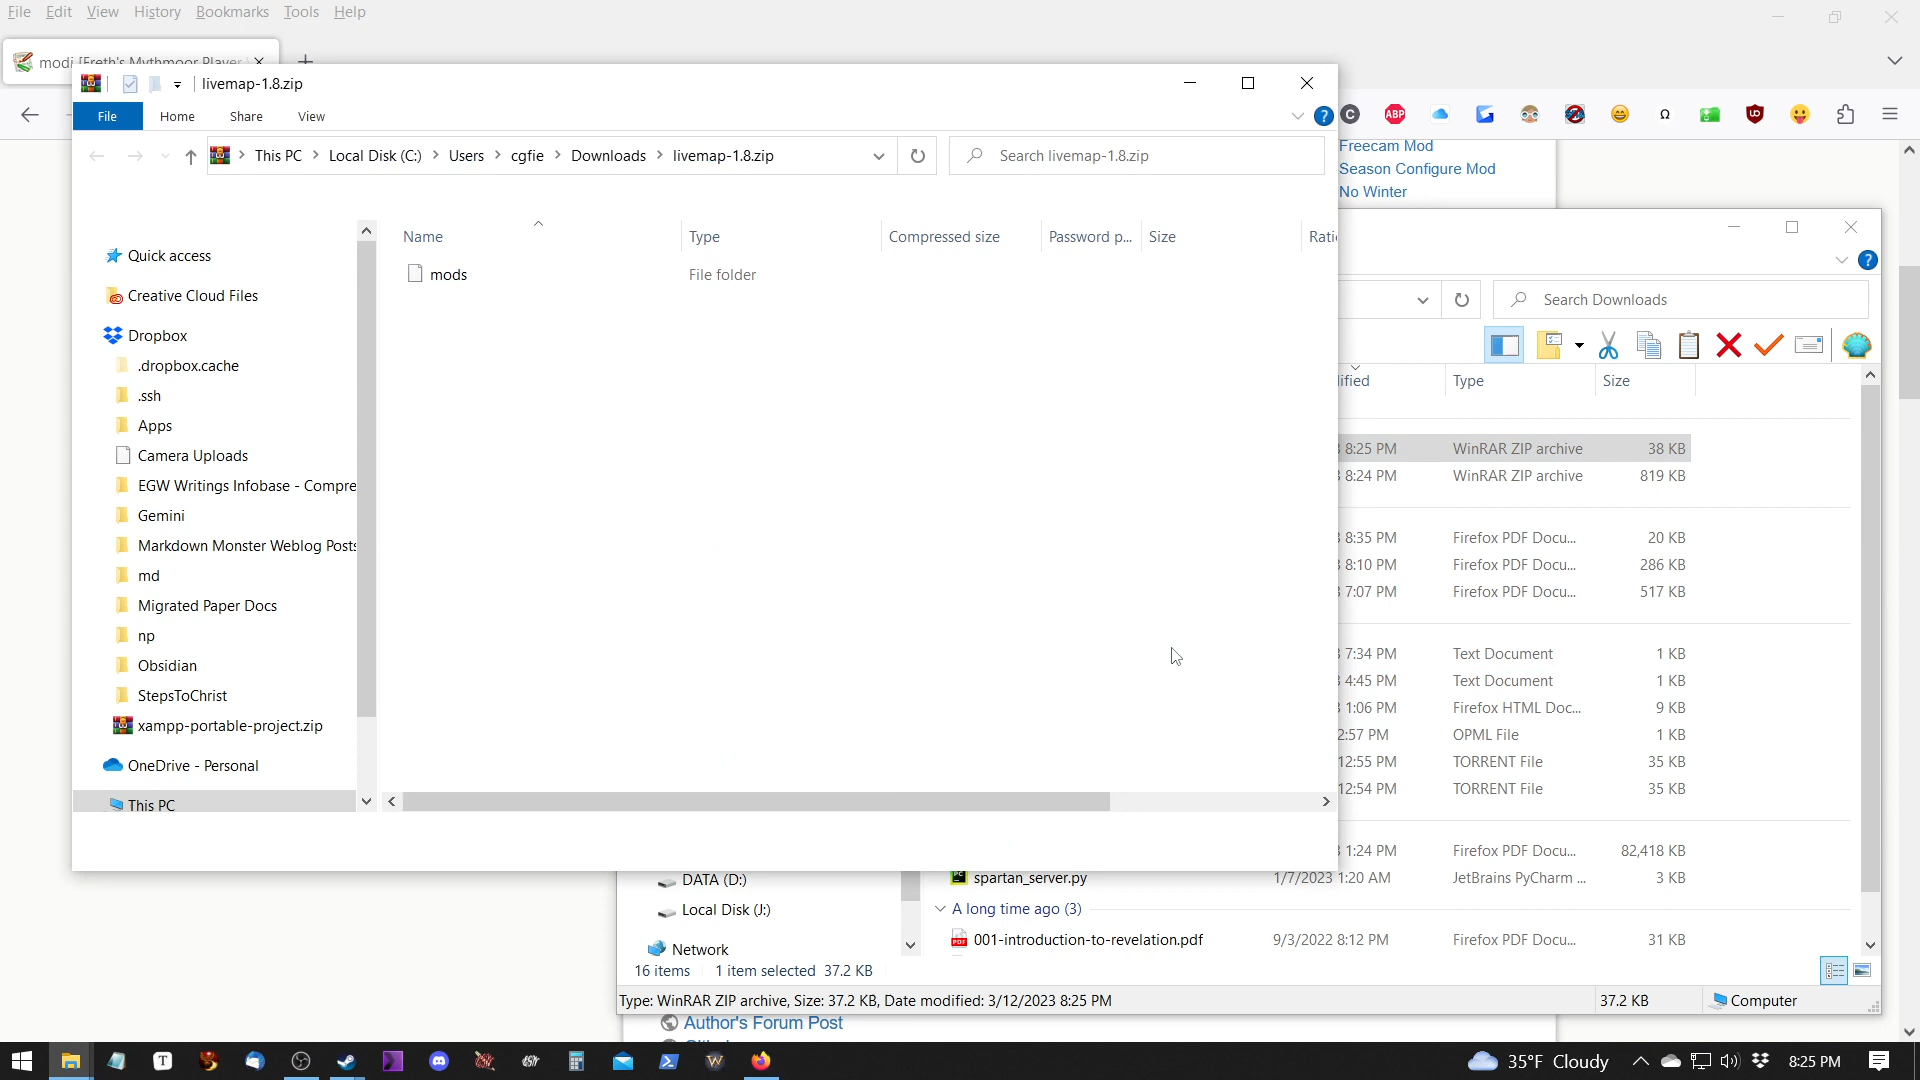 File Edit View History Bookmarks Tools Help
livemap-1.8.zip
File Home Share View
This PC > Local Disk (C:) > Users > cgfie > Downloads > livemap-1.8.zip
Search livemap-1.8.zip
Freecam Mod
Season Configure Mod
No Winter
Name Type Compressed size Password p... Size
mods File folder
Quick access
Creative Cloud Files
Dropbox
.dropbox.cache
.ssh
Apps
Camera Uploads
EGW Writings Infobase - Compre
Gemini
Markdown Monster Weblog Posts
md
Migrated Paper Docs
np
Obsidian
StepsToChrist
xampp-portable-project.zip
OneDrive - Personal
This PC
Search Downloads
Type Size
8:25 PM WinRAR ZIP archive 38 KB
8:24 PM WinRAR ZIP archive 819 KB
8:35 PM Firefox PDF Docu... 20 KB
8:10 PM Firefox PDF Docu... 286 KB
7:07 PM Firefox PDF Docu... 517 KB
7:34 PM Text Document 1 KB
4:45 PM Text Document 1 KB
1:06 PM Firefox HTML Doc... 9 KB
2:57 PM OPML File 1 KB
12:55 PM TORRENT File 35 KB
12:54 PM TORRENT File 35 KB
1:24 PM Firefox PDF Docu... 82,418 KB
DATA (D:)
Local Disk (J:)
Network
spartan_server.py 1/7/2023 1:20 AM JetBrains PyCharm ... 3 KB
A long time ago (3)
001-introduction-to-revelation.pdf 9/3/2022 8:12 PM Firefox PDF Docu... 31 KB
16 items 1 item selected 37.2 KB
Type: WinRAR ZIP archive, Size: 37.2 KB, Date modified: 3/12/2023 8:25 PM 37.2 KB Computer
Author's Forum Post
35°F Cloudy 8:25 PM